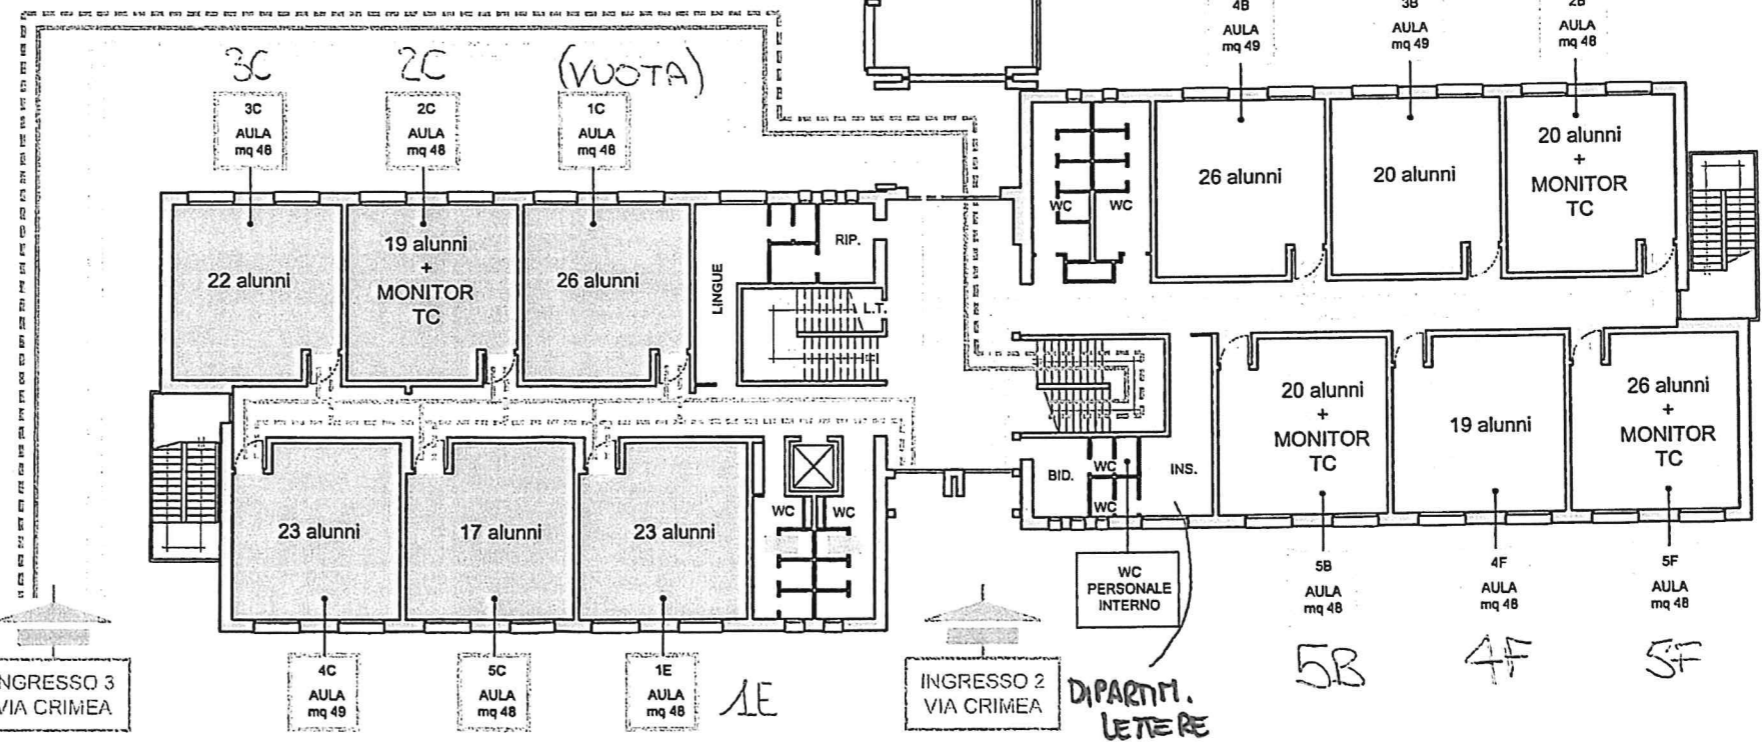 4B
AULA
mq 49
3B
AULA
mq 49
2B
AULA
mq 48
3C
2C
(VUOTA)
3C
AULA
mq 48
2C
AULA
mq 48
1C
AULA
mq 48
22 alunni
19 alunni
+
MONITOR
TC
26 alunni
LINGUE
RIP.
L.T.
WC
WC
26 alunni
20 alunni
20 alunni
+
MONITOR
TC
23 alunni
17 alunni
23 alunni
WC
WC
BID.
WC
WC
INS.
20 alunni
+
MONITOR
TC
19 alunni
26 alunni
+
MONITOR
TC
WC
PERSONALE
INTERNO
5B
AULA
mq 48
4F
AULA
mq 48
5F
AULA
mq 48
NGRESSO 3
VIA CRIMEA
4C
AULA
mq 49
5C
AULA
mq 48
1E
AULA
mq 48
1E
INGRESSO 2
VIA CRIMEA
DIPARTIM.
LETTERE
5B
4F
5F